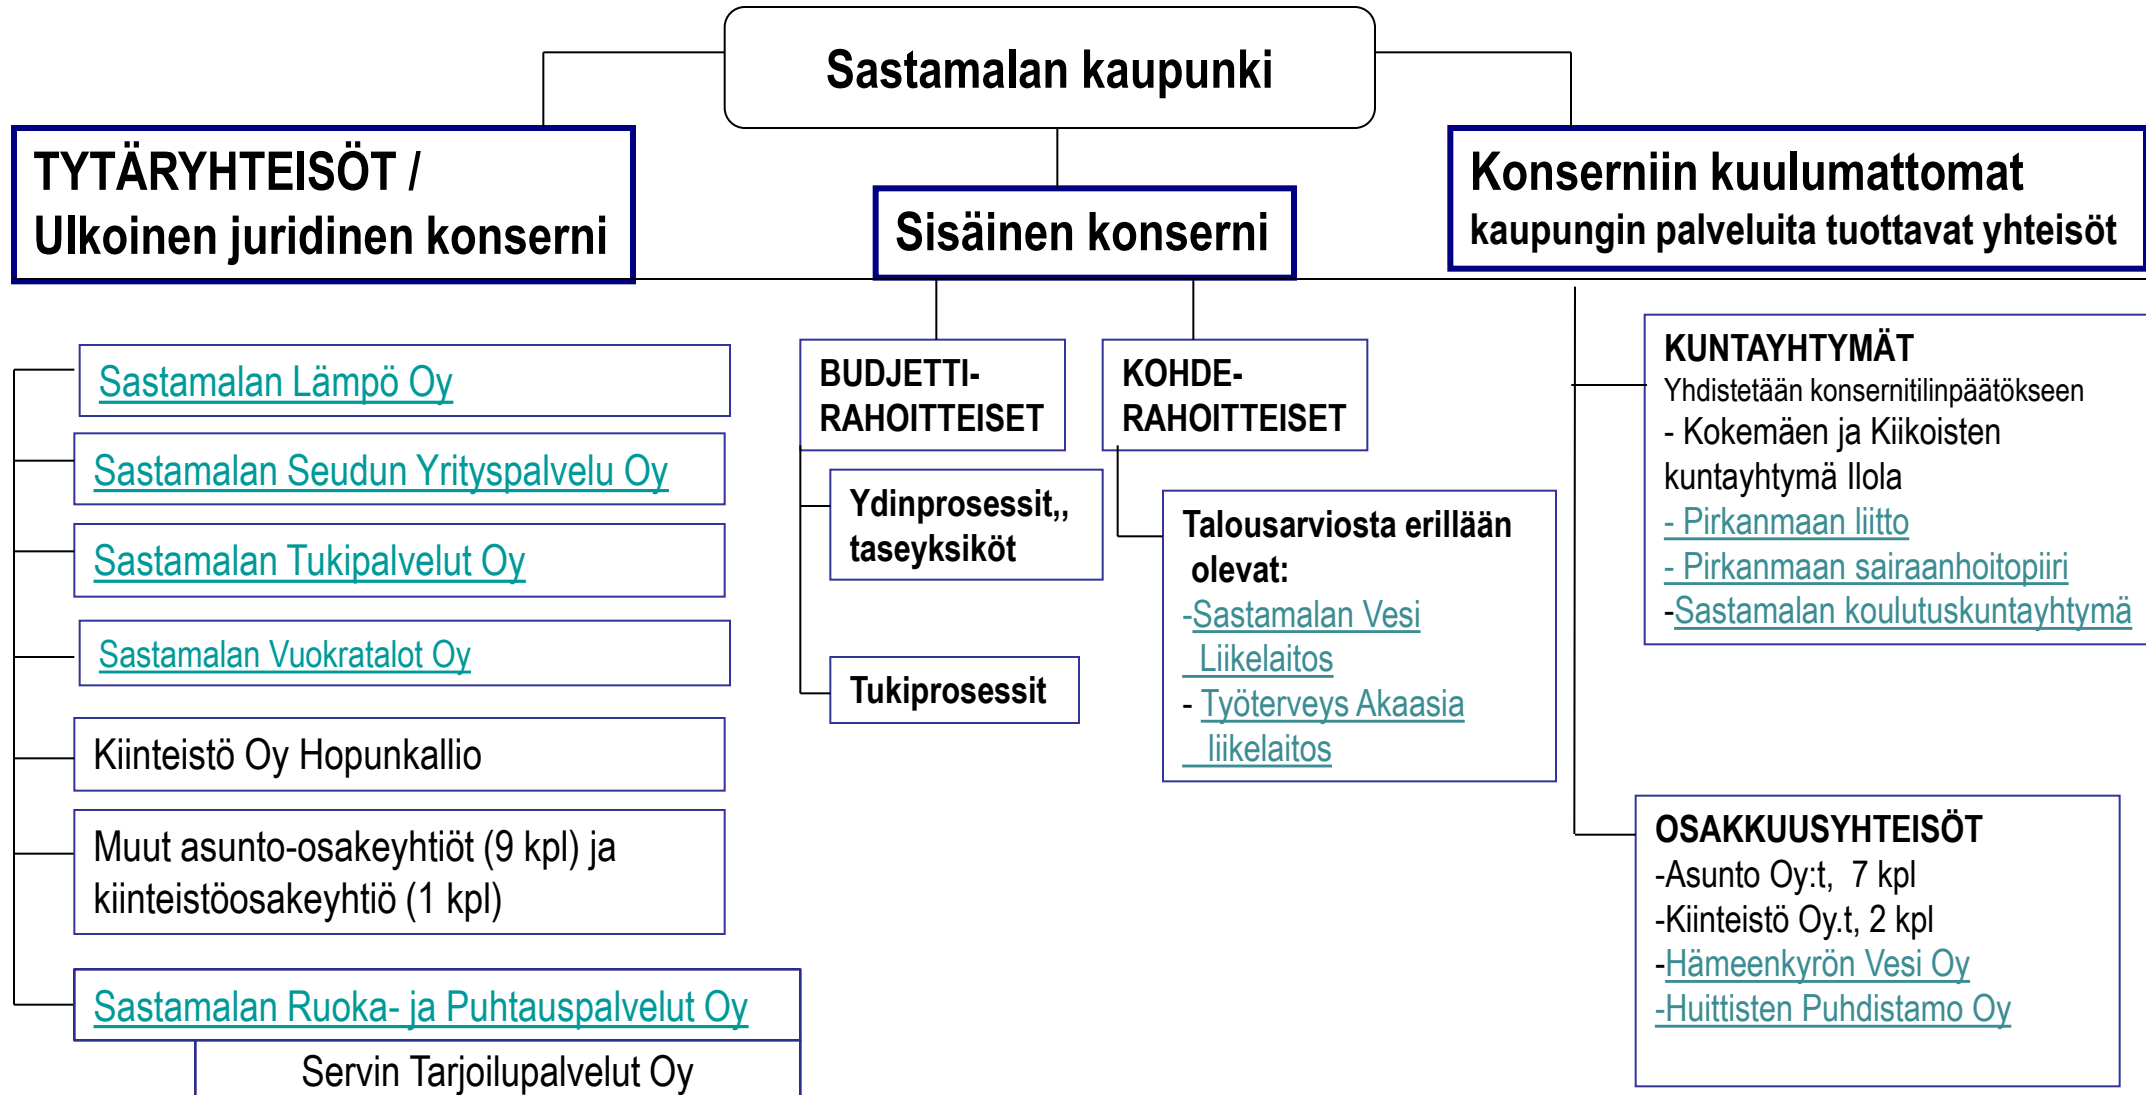 Sastamalan kaupunki
TYTÄRYHTEISÖT /
Ulkoinen juridinen konserni
Sastamalan Lämpö Oy
Sastamalan Seudun Yrityspalvelu Oy
Sastamalan Tukipalvelut Oy
Sastamalan Vuokratalot Oy
Kiinteistö Oy Hopunkallio
Muut asunto-osakeyhtiöt (9 kpl) ja
kiinteistöosakeyhtiö (1 kpl)
Sastamalan Ruoka- ja Puhtauspalvelut Oy
Servin Tarjoilupalvelut Oy
Sisäinen konserni
BUDJETTI-
RAHOITTEISET
Ydinprosessit,,
taseyksiköt
Tukiprosessit
KOHDE-
RAHOITTEISET
Talousarviosta erillään
olevat:
-Sastamalan Vesi
Liikelaitos
- Työterveys Akaasia
liikelaitos
Konserniin kuulumattomat
kaupungin palveluita tuottavat yhteisöt
KUNTAYHTYMÄT
Yhdistetään konsernitilinpäätökseen
- Kokemäen ja Kiikoisten
kuntayhtymä Ilola
- Pirkanmaan liitto
- Pirkanmaan sairaanhoitopiiri
-Sastamalan koulutuskuntayhtymä
OSAKKUUSYHTEISÖT
-Asunto Oy:t, 7 kpl
-Kiinteistö Oy.t, 2 kpl
-Hämeenkyrön Vesi Oy
-Huittisten Puhdistamo Oy